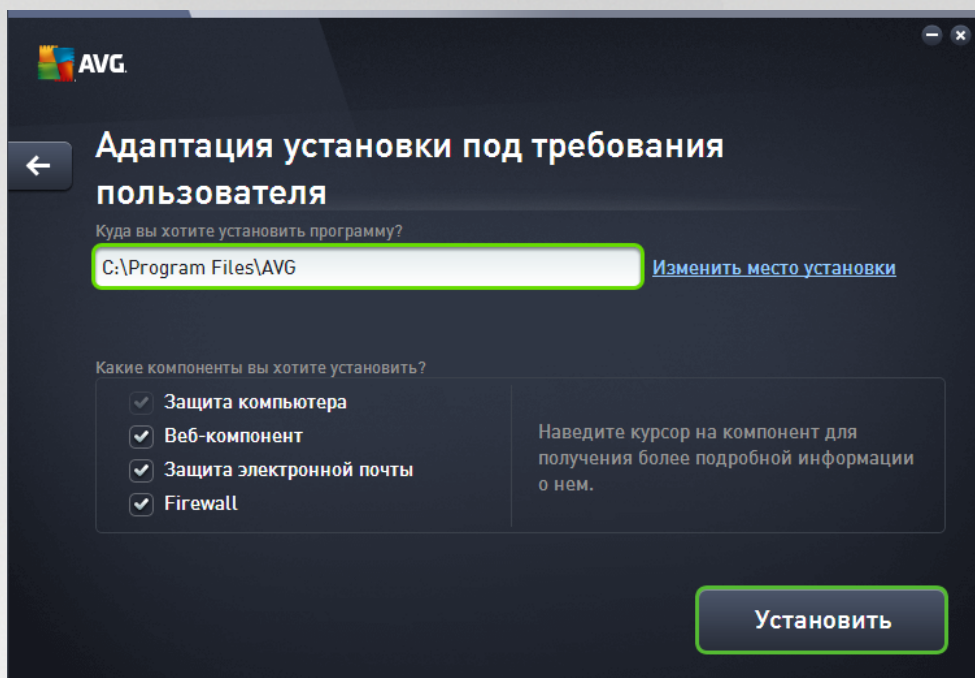 AVG.
Адаптация установки под требования
пользователя
Куда вы хотите установить программу?
C:\Program Files\AVG
Изменить место установки
Какие компоненты вы хотите установить?
Защита компьютера
Веб-компонент
Защита электронной почты
Firewall
Наведите курсор на компонент для
получения более подробной информации
о нем.
Установить